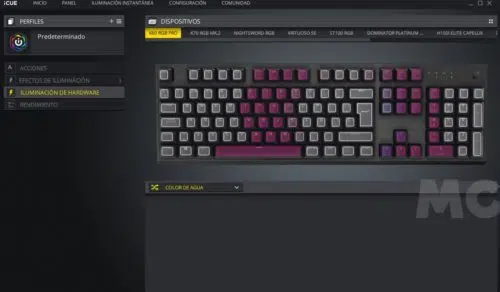 iCUE INICIO PANEL ILUMINACIÓN INSTANTÁNEA CONFIGURACIÓN COMUNIDAD
PERFILES
Predeterminado
ACCIONES
EFECTOS DE ILUMINACIÓN
ILUMINACIÓN DE HARDWARE
RENDIMIENTO
DISPOSITIVOS
K60 RGB PRO K70 RGB MK.2 NIGHTSWORD RGB VIRTUOSO SE ST100 RGB DOMINATOR PLATINUM ... H100I ELITE CAPELLIX
COLOR DE AGUA
MC